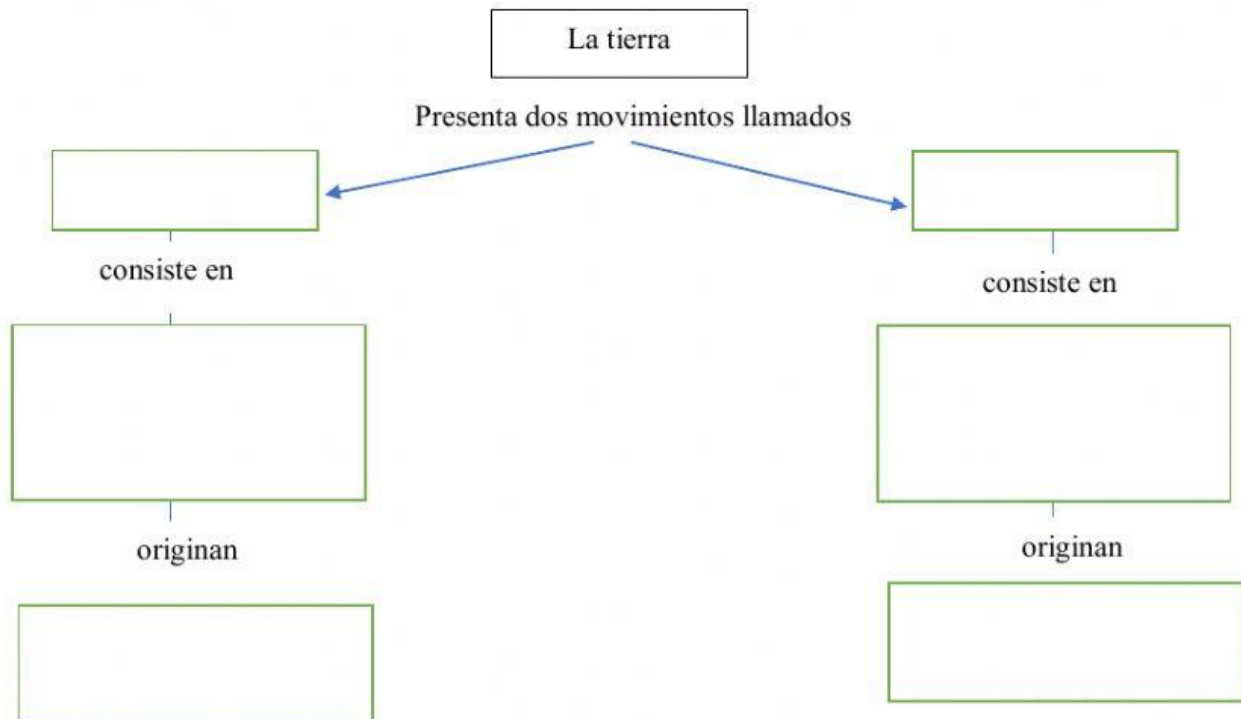 La tierra
Presenta dos movimientos llamados
consiste en
consiste en
originan
originan